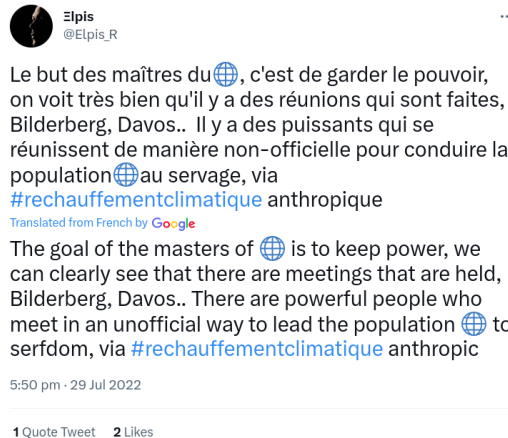 Ξlpis
@Elpis_R
Le but des maîtres du🌐, c'est de garder le pouvoir,
on voit très bien qu'il y a des réunions qui sont faites,
Bilderberg, Davos.. Il y a des puissants qui se
réunissent de manière non-officielle pour conduire la
population🌐au servage, via
#rechauffementclimatique anthropique
Translated from French by Google
The goal of the masters of 🌐 is to keep power, we
can clearly see that there are meetings that are held,
Bilderberg, Davos.. There are powerful people who
meet in an unofficial way to lead the population 🌐 to
serfdom, via #rechauffementclimatique anthropic
5:50 pm · 29 Jul 2022
1 Quote Tweet 2 Likes